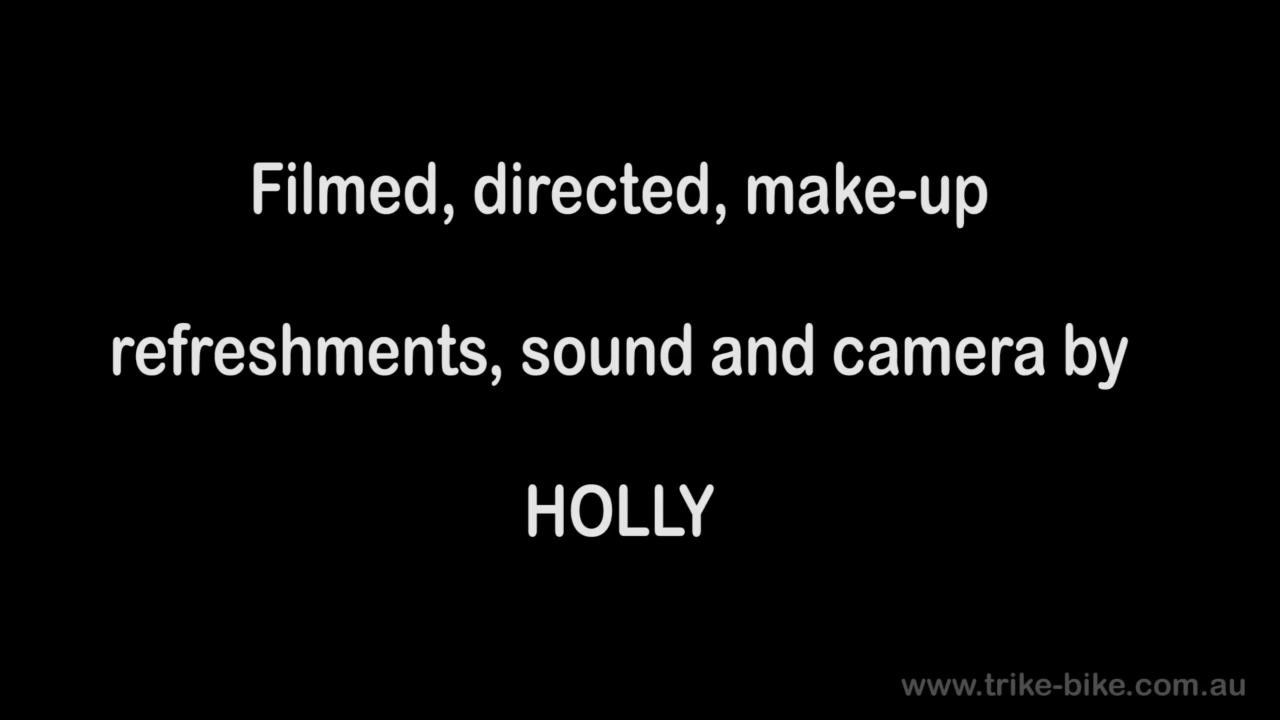 Filmed, directed, make-up
refreshments, sound and camera by
HOLLY
www.trike-bike.com.au